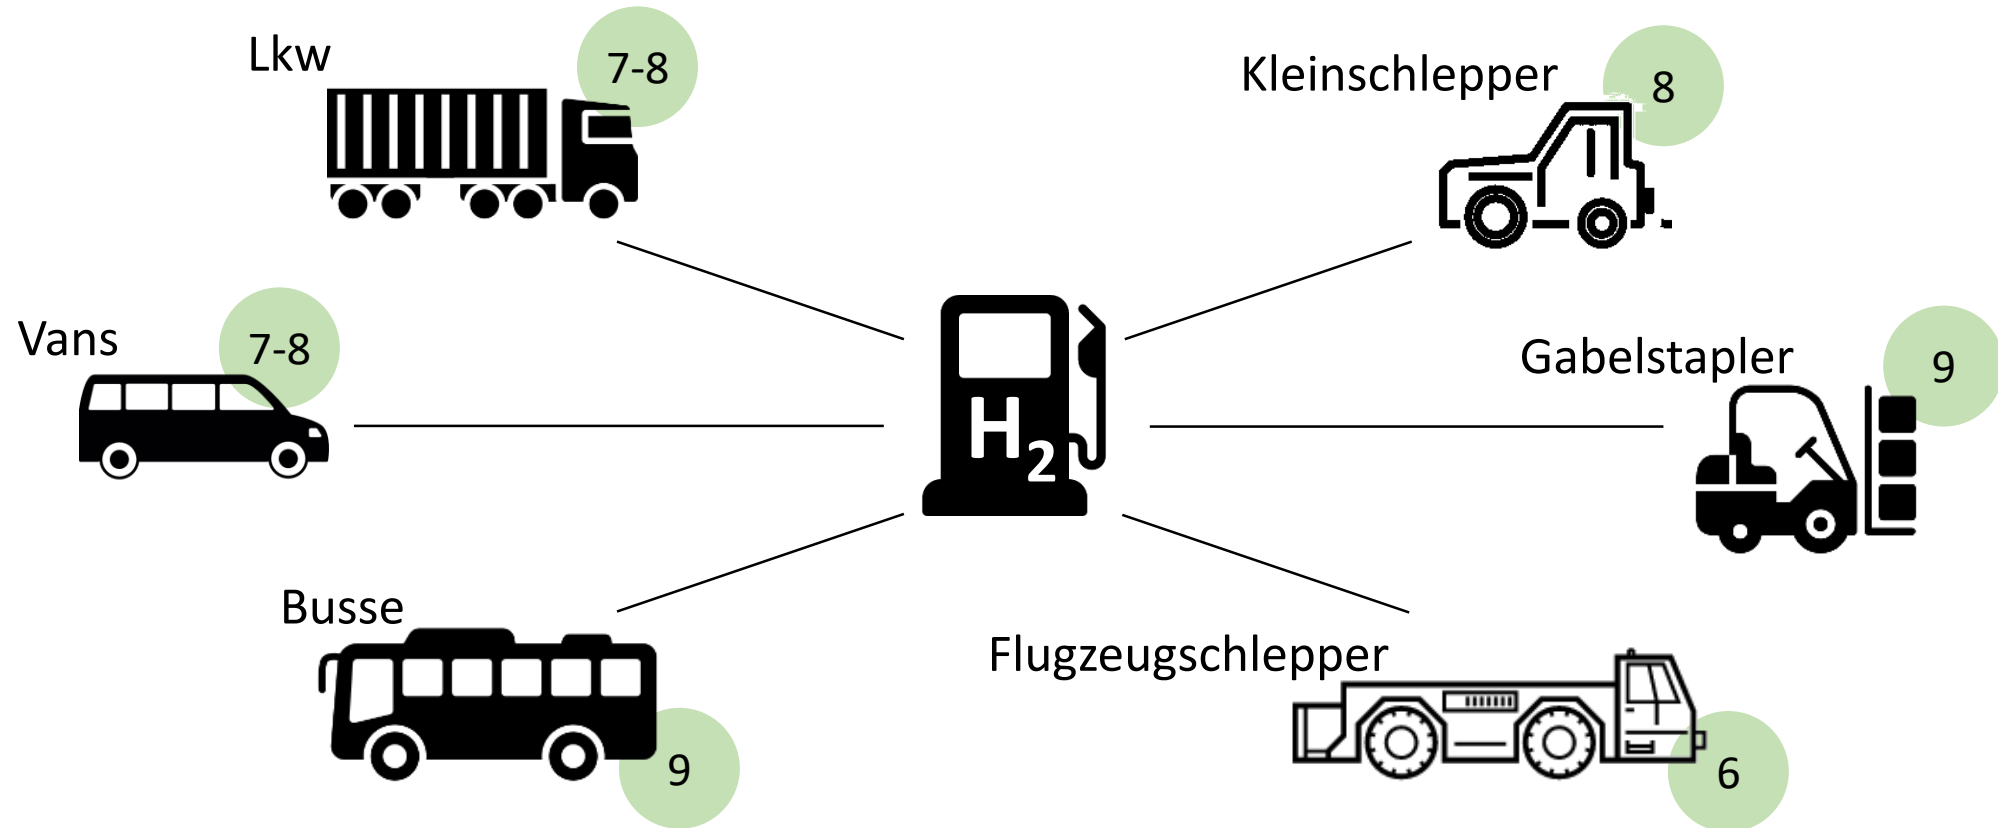 Lkw
7-8
Kleinschlepper
8
Vans
7-8
Gabelstapler
9
H2
Busse
9
Flugzeugschlepper
6